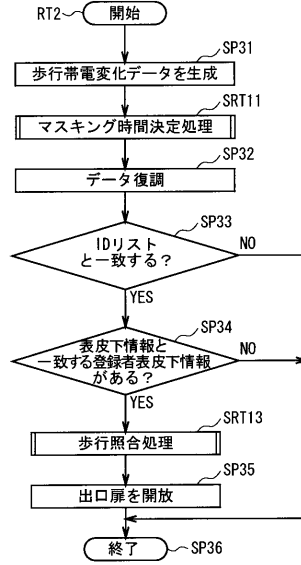 RT2 開始
SP31
歩行帯電変化データを生成
SRT11
マスキング時間決定処理
SP32
データ復調
SP33
IDリスト
と一致する?
NO
YES
SP34
表皮下情報と
一致する登録者表皮下情報
がある?
NO
YES
SRT13
歩行照合処理
SP35
出口扉を開放
終了 SP36